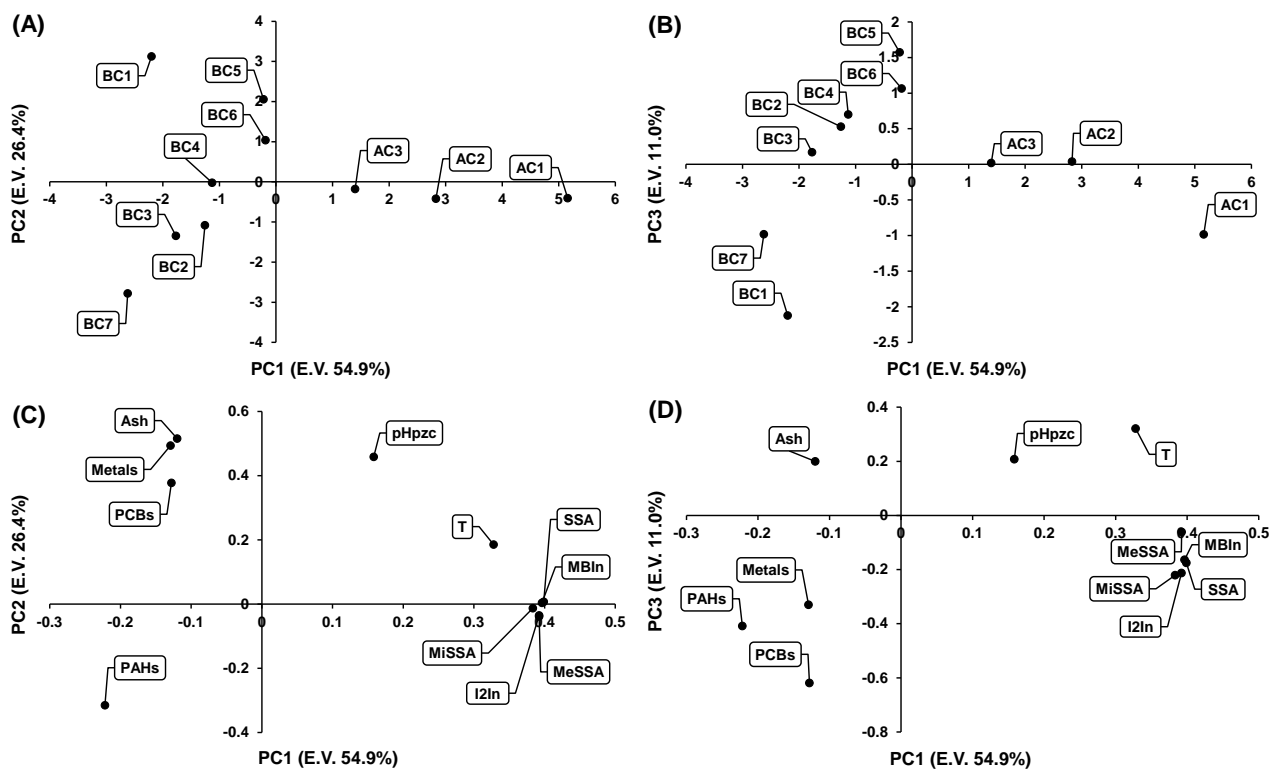 (A)
4
3
2
1
0
-1
-2
-3
-4
-4
-3
-2
-1
0
1
2
3
4
5
6
BC1
BC5
BC6
BC4
BC3
BC2
BC7
AC3
AC2
AC1
PC2 (E.V. 26.4%)
PC1 (E.V. 54.9%)
(B)
2
1.5
1
0.5
0
-0.5
-1
-1.5
-2
-2.5
-4
-3
-2
-1
0
1
2
3
4
5
6
BC5
BC6
BC4
BC2
BC3
BC7
BC1
AC3
AC2
AC1
PC3 (E.V. 11.0%)
PC1 (E.V. 54.9%)
(C)
0.6
0.4
0.2
0
-0.2
-0.4
-0.3
-0.2
-0.1
0
0.1
0.2
0.3
0.4
0.5
Ash
Metals
PCBs
PAHs
pHpzc
T
SSA
MBIn
MiSSA
I2In
MeSSA
PC2 (E.V. 26.4%)
PC1 (E.V. 54.9%)
(D)
0.4
0.2
0
-0.2
-0.4
-0.6
-0.8
-0.3
-0.2
-0.1
0
0.1
0.2
0.3
0.4
0.5
Ash
pHpzc
T
Metals
PAHs
PCBs
MeSSA
MBIn
MiSSA
SSA
I2In
PC3 (E.V. 11.0%)
PC1 (E.V. 54.9%)